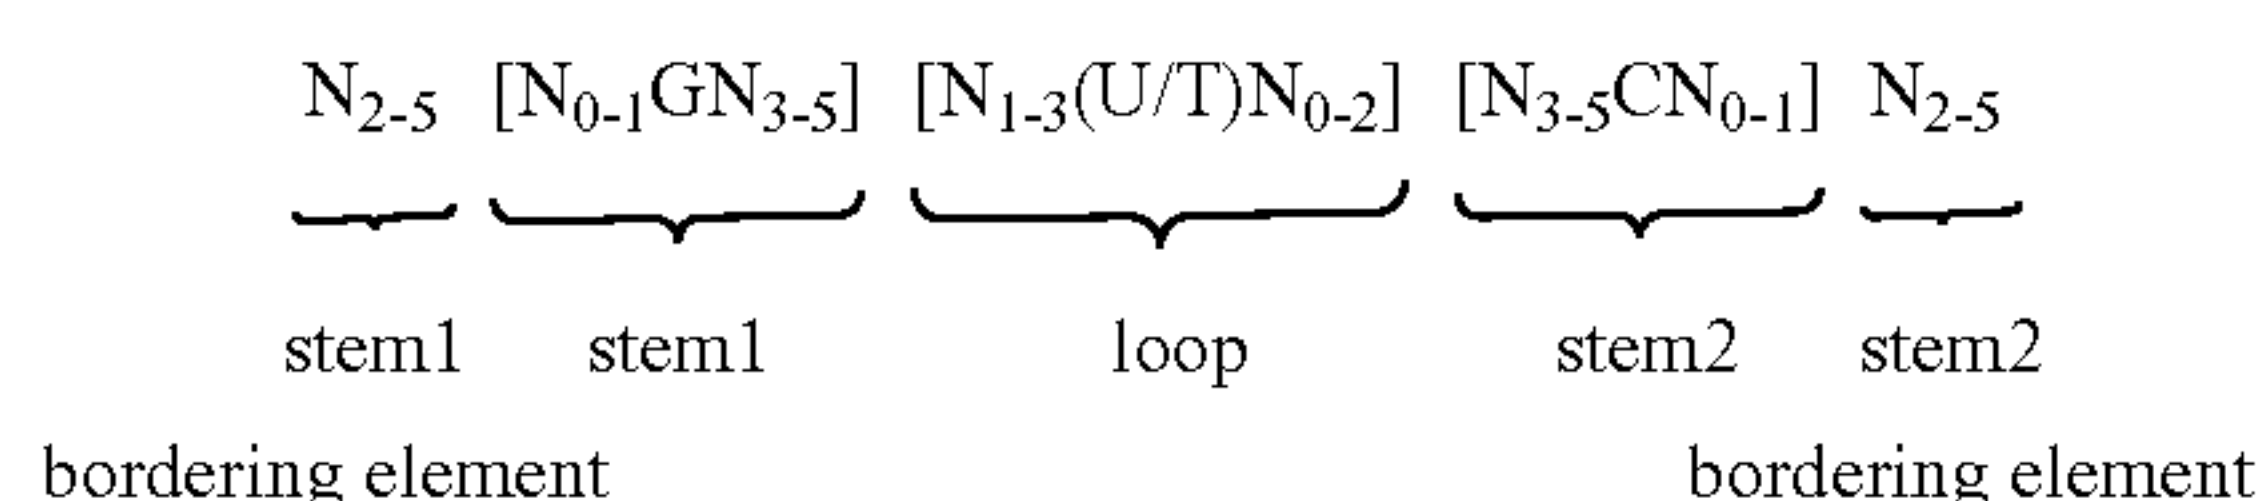 N2-5 [N0-1GN3-5] [N1-3(U/T)N0-2] [N3-5CN0-1] N2-5
stem1 stem1 loop stem2 stem2
bordering element bordering element